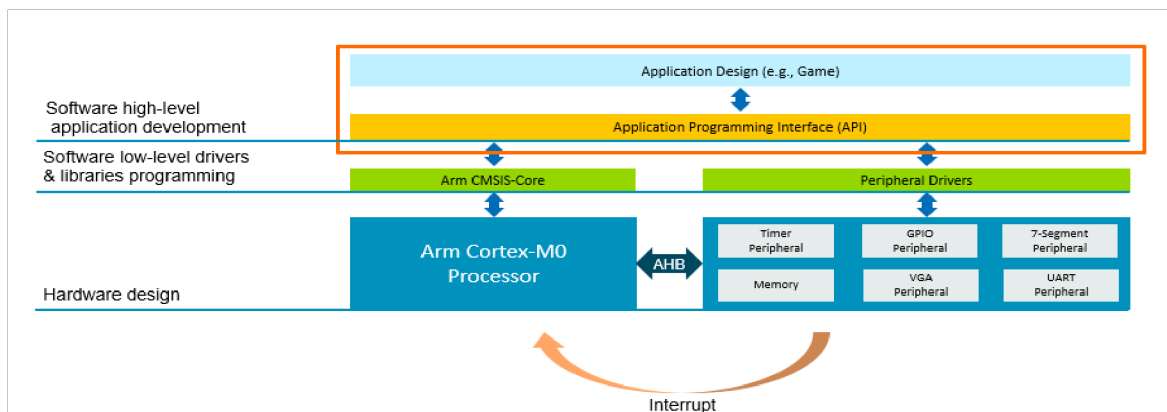 Application Design (e.g., Game)
Software high-level
application development
Application Programming Interface (API)
Software low-level drivers
& libraries programming
Arm CMSIS-Core
Peripheral Drivers
Arm Cortex-M0
Processor
AHB
Timer
Peripheral
GPIO
Peripheral
7-Segment
Peripheral
Memory
VGA
Peripheral
UART
Peripheral
Hardware design
Interrupt